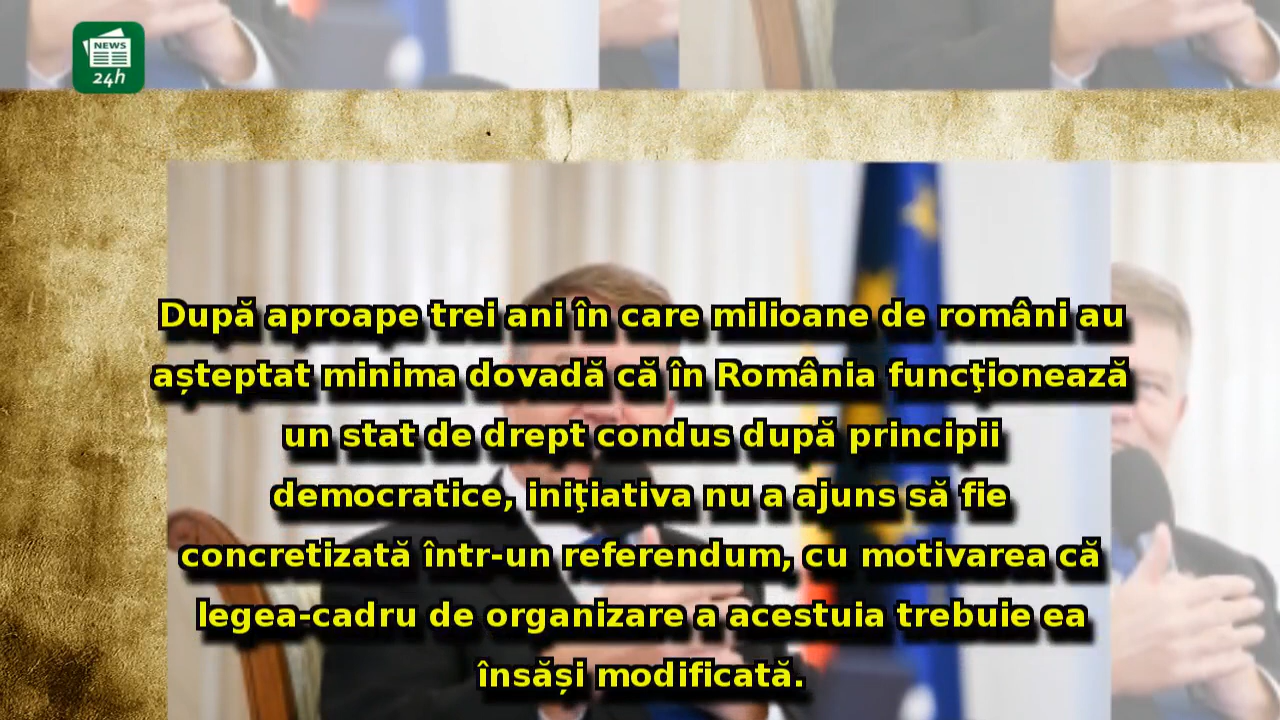 NEWS
24h
După aproape trei ani în care milioane de români au
așteptat minima dovadă că în România funcţionează
un stat de drept condus după principii
democratice, iniţiativa nu a ajuns să fie
concretizată într-un referendum, cu motivarea că
legea-cadru de organizare a acestuia trebuie ea
însăși modificată.